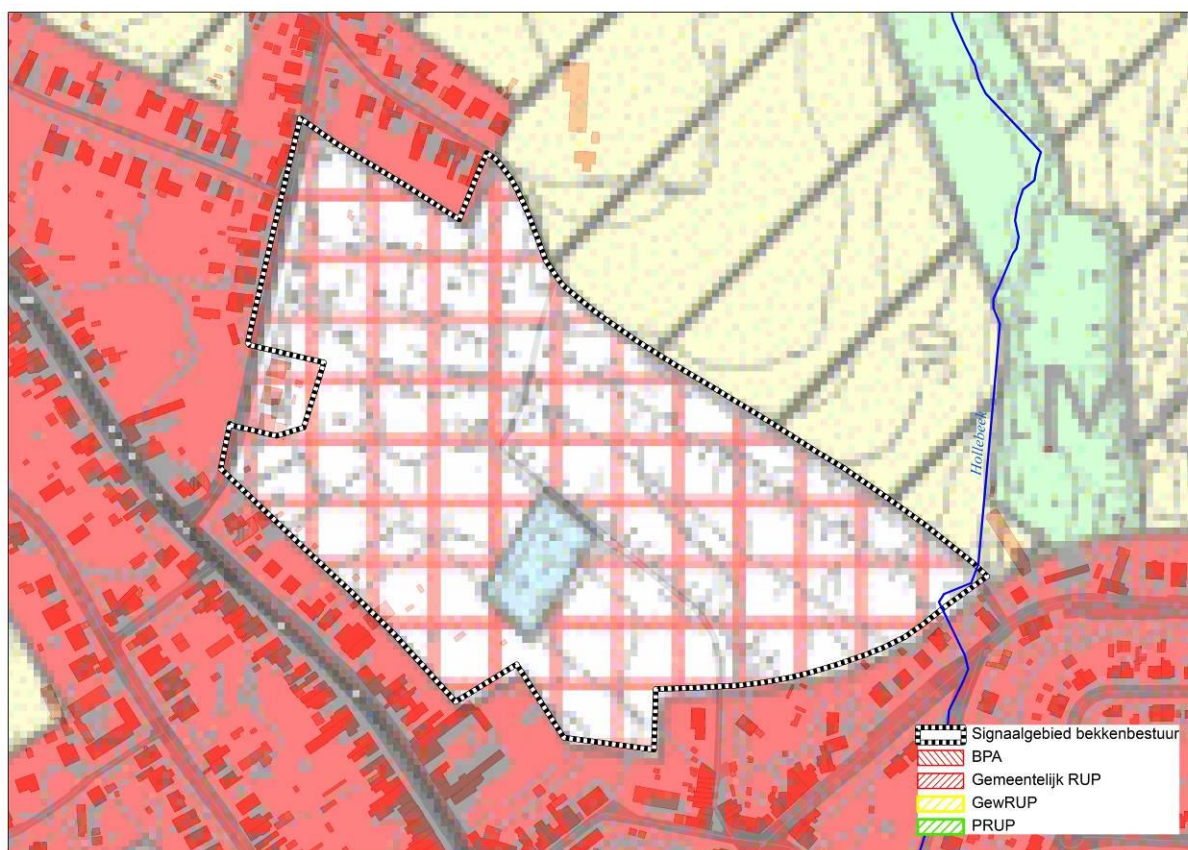 N
Hollebeek
Signaalgebied bekkenbestuur
BPA
Gemeentelijk RUP
GewRUP
PRUP